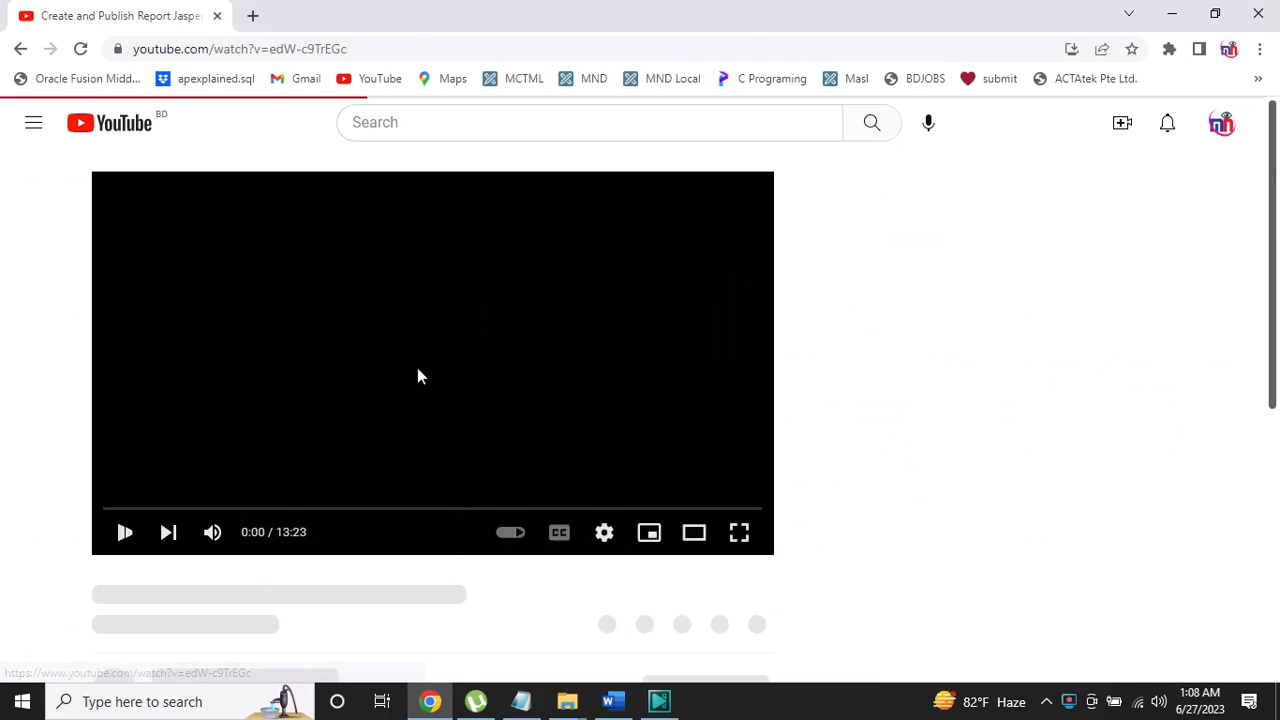 Create and Publish Report Jasper
youtube.com/watch?v=edW-c9TrEGc
Oracle Fusion Midd... apexplained.sql Gmail YouTube Maps MCTML MND MND Local C Programing Masl BDJOBS submit ACTAtek Pte Ltd. »
YouTube BD
Search
0:00 / 13:23
CC
https://www.youtube.com/watch?v=edW-c9TrEGc
Type here to search
82°F Haze
1:08 AM
6/27/2023